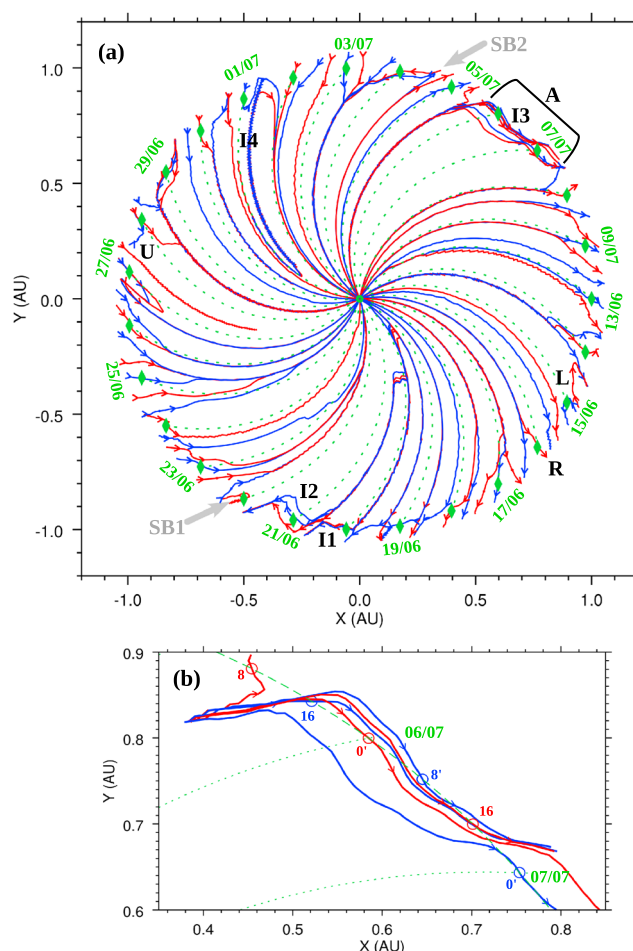 (a)
03/07
SB2
01/07
05/07
A
I3
I4
07/07
29/06
U
27/06
09/07
13/06
L
25/06
15/06
R
23/06
I2
17/06
SB1
21/06
I1
19/06
1.0
0.5
0.0
-0.5
-1.0
Y (AU)
-1.0 -0.5 0.0 0.5 1.0
X (AU)
(b)
0.9
0.8
0.7
0.6
Y (AU)
8
16
06/07
0'
8'
16
0'
07/07
0.4 0.5 0.6 0.7 0.8
X (AU)